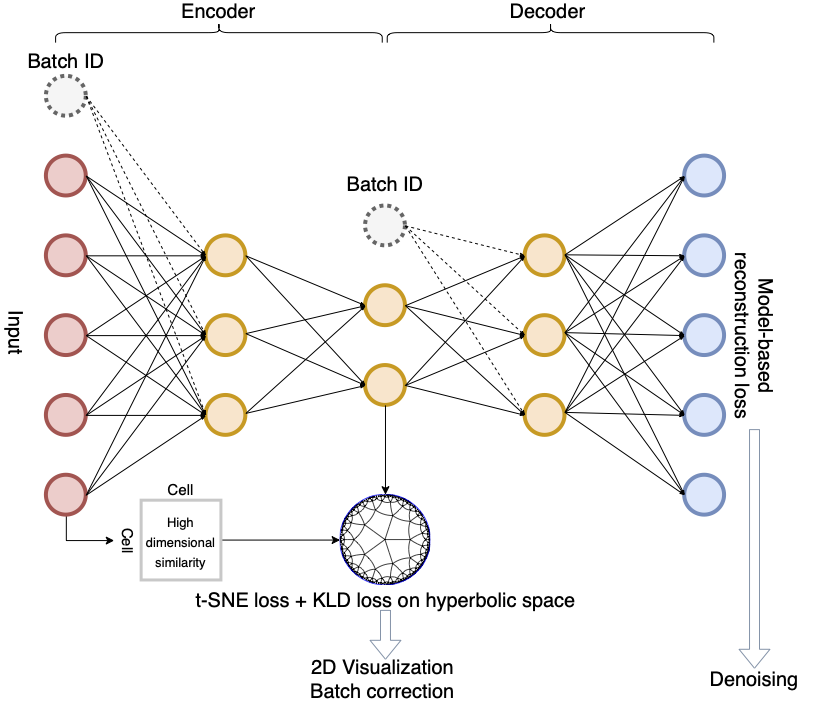 Encoder
Decoder
Batch ID
Batch ID
Input
Model-based
reconstruction loss
Cell
Cell
High
dimensional
similarity
t-SNE loss + KLD loss on hyperbolic space
2D Visualization
Batch correction
Denoising